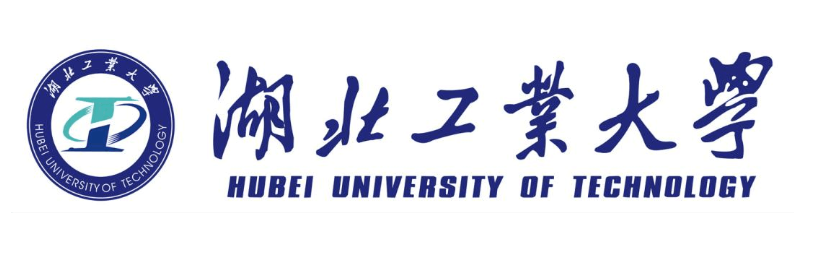 湖北工業大學
HUBEI UNIVERSITY OF TECHNOLOGY
湖北工業大學
HUBEI UNIVERSITY OF TECHNOLOGY